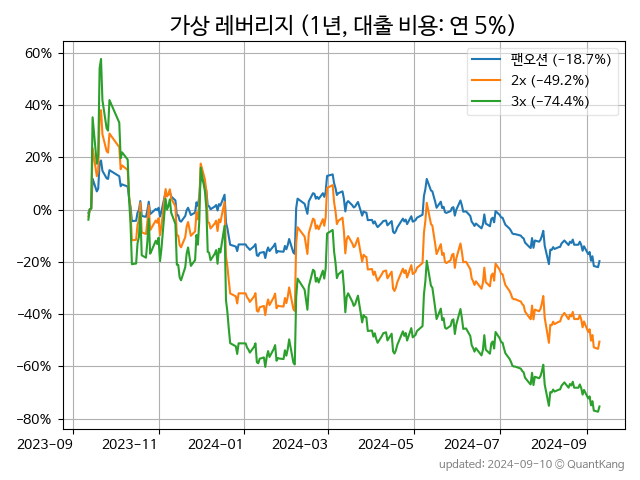 가상 레버리지 (1년, 대출 비용: 연 5%)
팬오션 (-18.7%)
2x (-49.2%)
3x (-74.4%)
60%
40%
20%
0%
-20%
-40%
-60%
-80%
2023-09 2023-11 2024-01 2024-03 2024-05 2024-07 2024-09
updated: 2024-09-10 © QuantKang